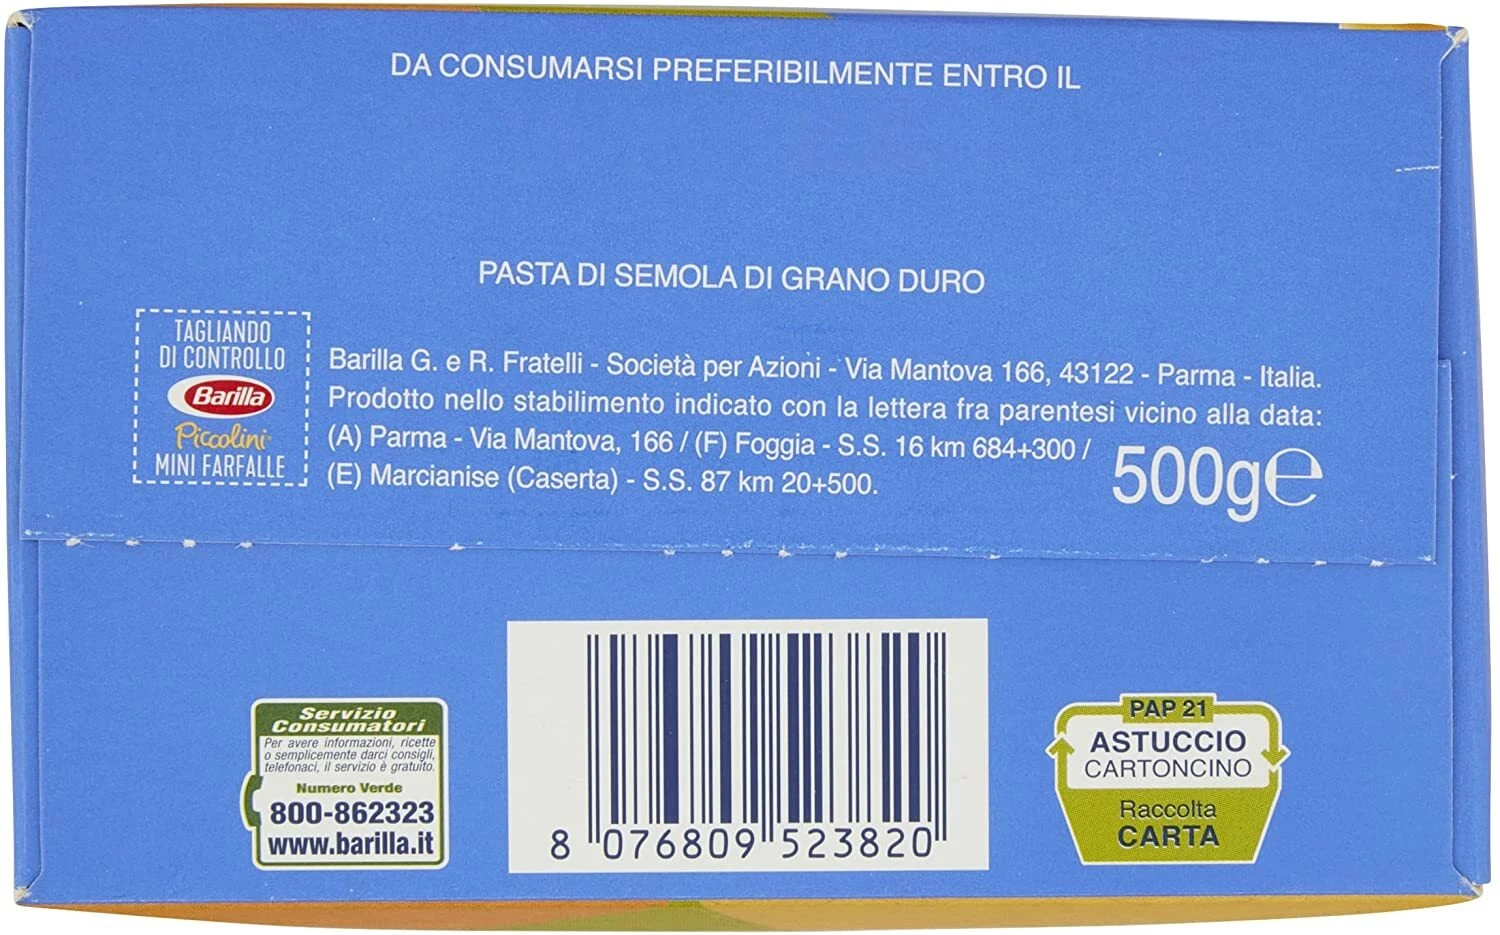 DA CONSUMARSI PREFERIBILMENTE ENTRO IL
PASTA DI SEMOLA DI GRANO DURO
TAGLIANDO
DI CONTROLLO
Barilla
Piccolini
MINI FARFALLE
Barilla G. e R. Fratelli - Società per Azioni - Via Mantova 166, 43122 - Parma - Italia.
Prodotto nello stabilimento indicato con la lettera fra parentesi vicino alla data:
(A) Parma - Via Mantova, 166 / (F) Foggia - S.S. 16 km 684+300 /
(E) Marcianise (Caserta) - S.S. 87 km 20+500.
500g℮
Servizio
Consumatori
Per avere informazioni, ricette
o semplicemente darci consigli,
telefonaci, il servizio è gratuito.
Numero Verde
800-862323
www.barilla.it
8 076809 523820
PAP 21
ASTUCCIO
CARTONCINO
Raccolta
CARTA